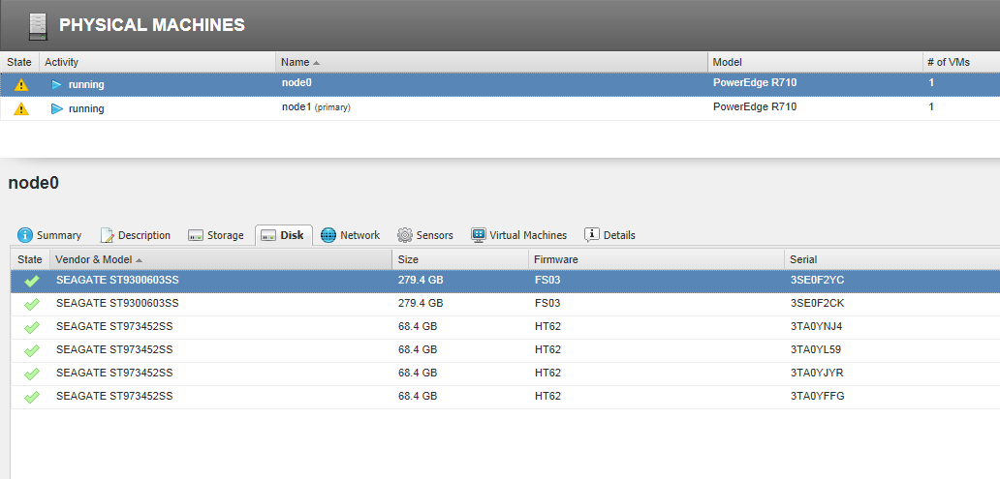 PHYSICAL MACHINES
State Activity Name Model # of VMs
running node0 PowerEdge R710 1
running node1 (primary) PowerEdge R710 1
node0
Summary Description Storage Disk Network Sensors Virtual Machines Details
State Vendor & Model Size Firmware Serial
SEAGATE ST9300603SS 279.4 GB FS03 3SE0F2YC
SEAGATE ST9300603SS 279.4 GB FS03 3SE0F2CK
SEAGATE ST973452SS 68.4 GB HT62 3TA0YNJ4
SEAGATE ST973452SS 68.4 GB HT62 3TA0YL59
SEAGATE ST973452SS 68.4 GB HT62 3TA0YJYR
SEAGATE ST973452SS 68.4 GB HT62 3TA0YFFG